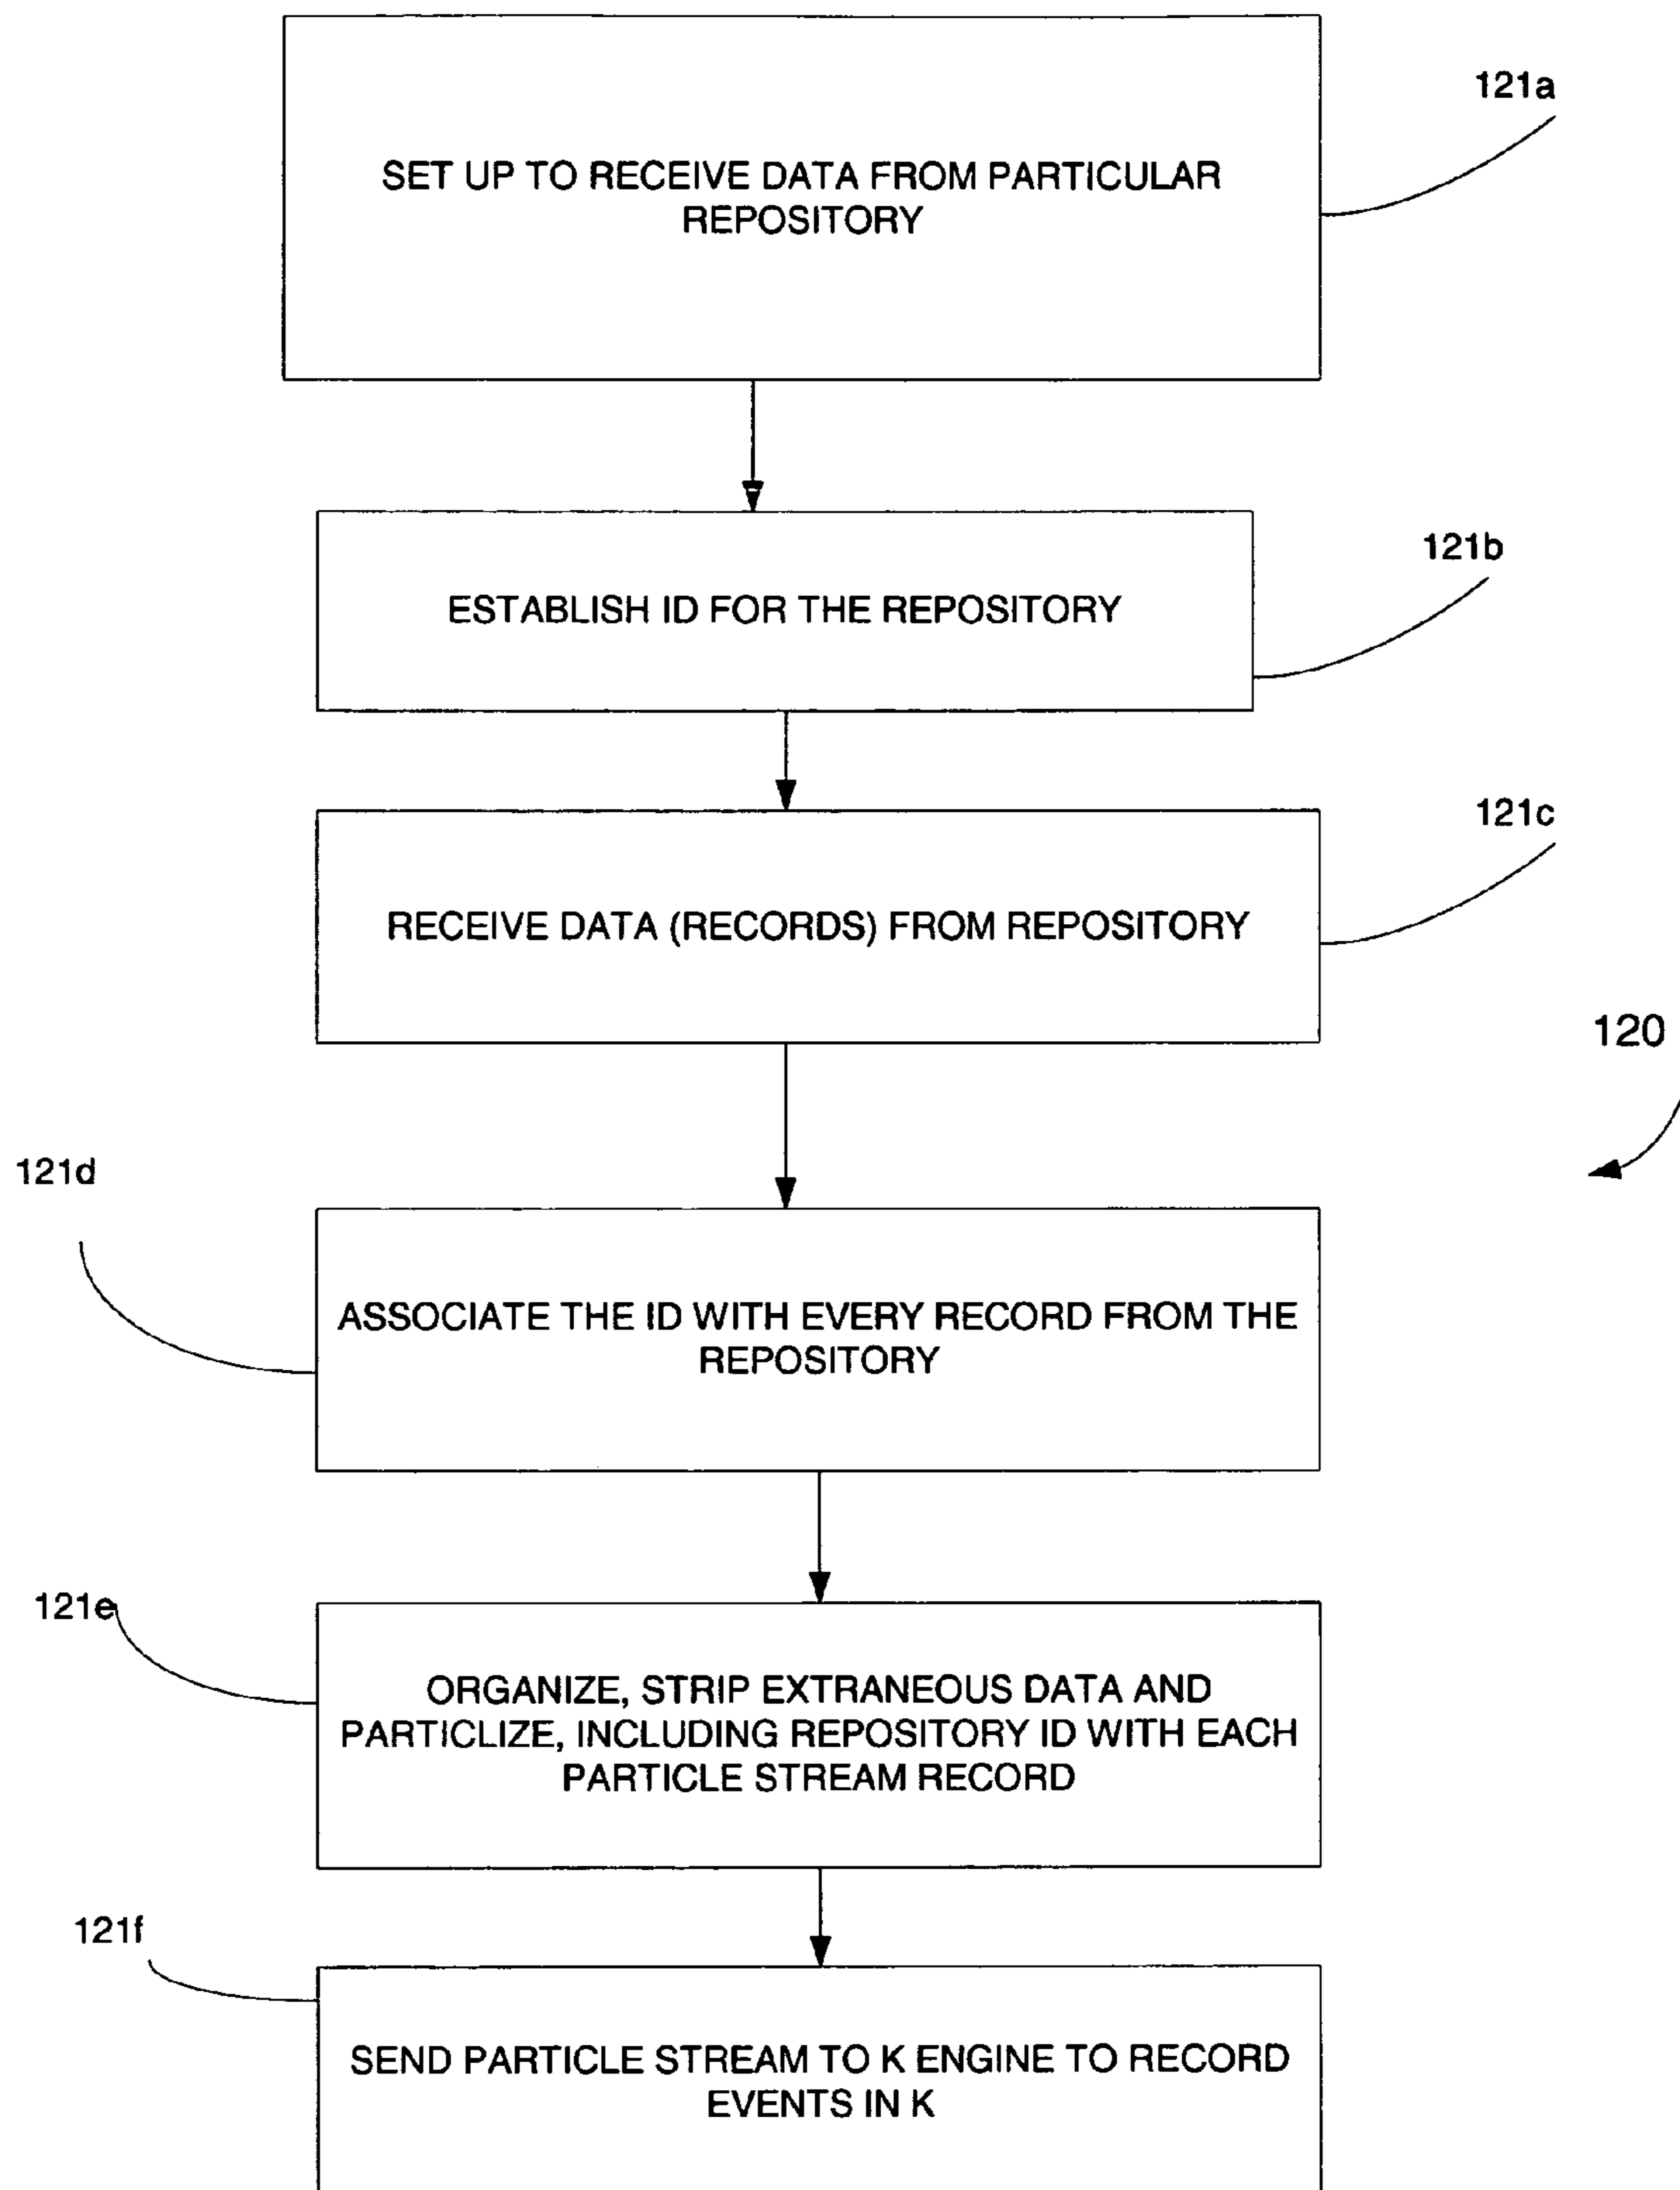 121a
SET UP TO RECEIVE DATA FROM PARTICULAR
REPOSITORY
121b
ESTABLISH ID FOR THE REPOSITORY
121c
RECEIVE DATA (RECORDS) FROM REPOSITORY
120
121d
ASSOCIATE THE ID WITH EVERY RECORD FROM THE
REPOSITORY
121e
ORGANIZE, STRIP EXTRANEOUS DATA AND
PARTICLIZE, INCLUDING REPOSITORY ID WITH EACH
PARTICLE STREAM RECORD
121f
SEND PARTICLE STREAM TO K ENGINE TO RECORD
EVENTS IN K